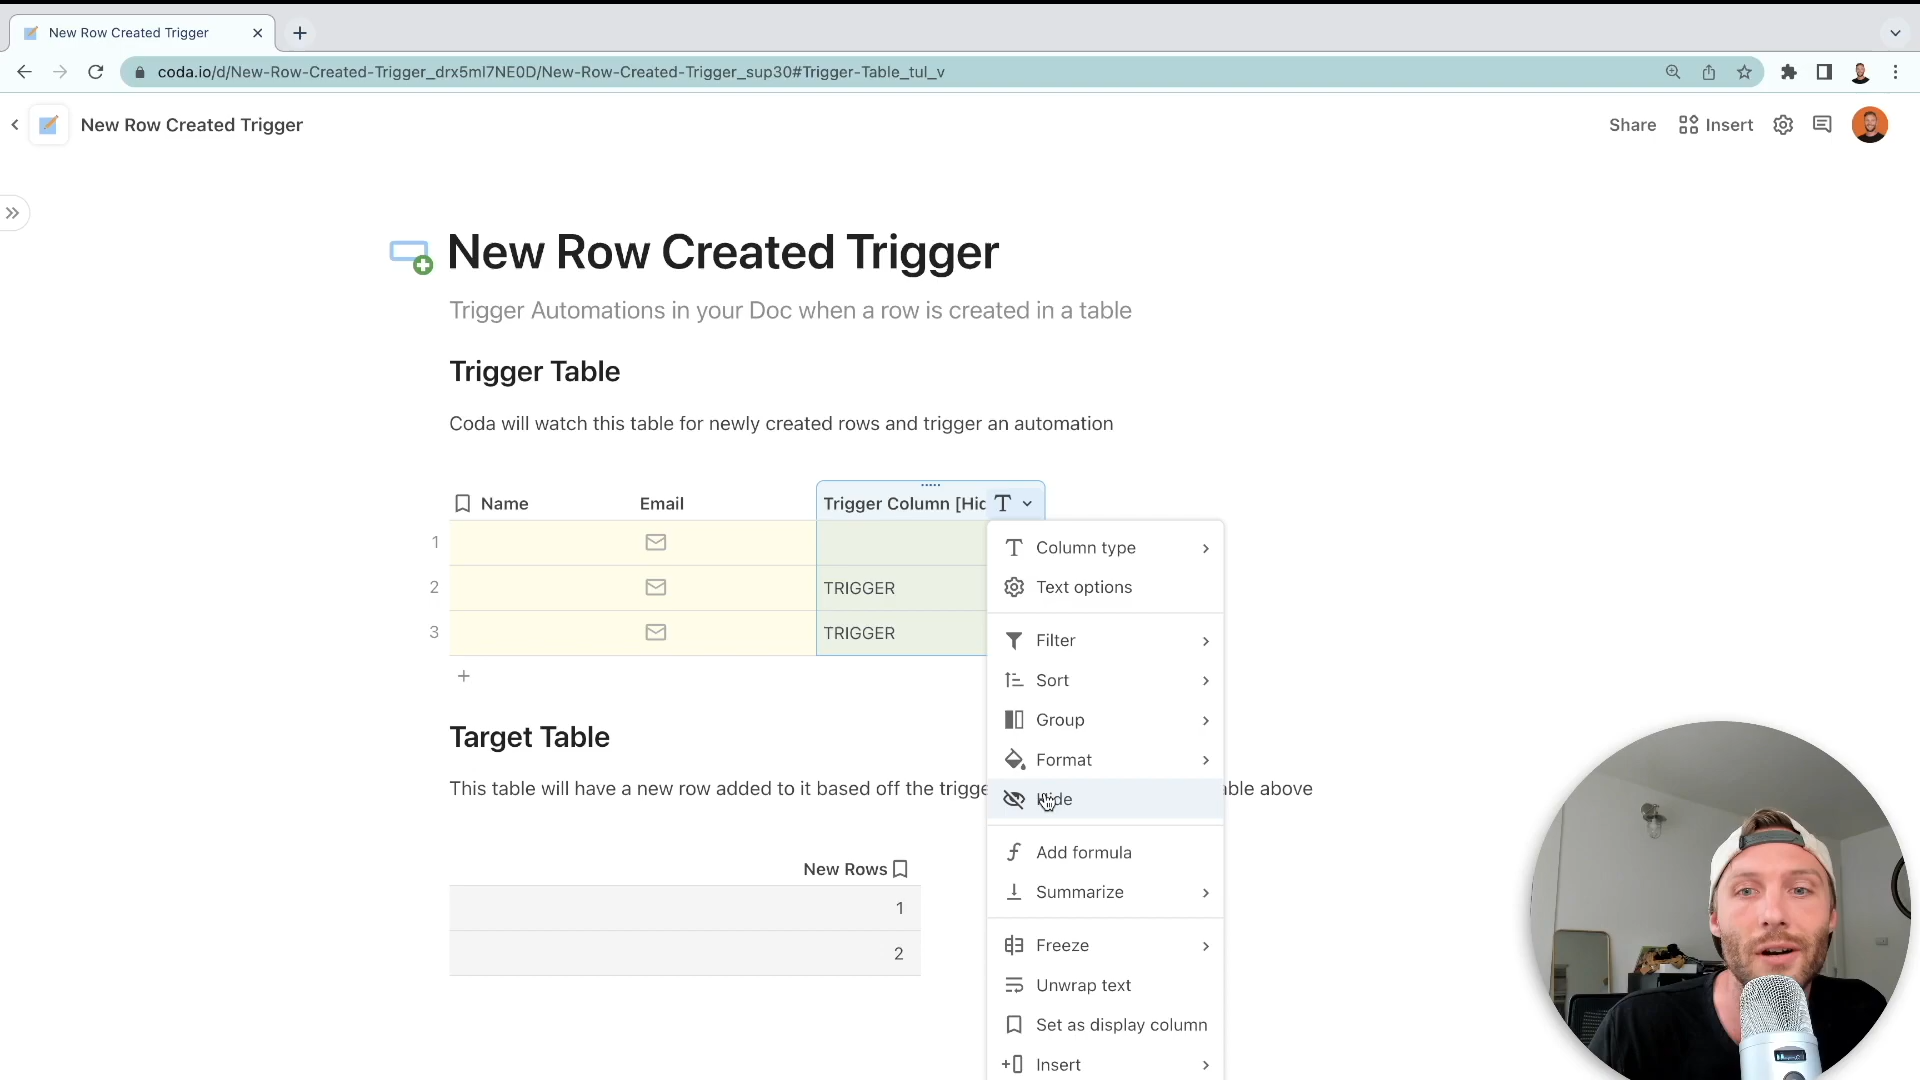 New Row Created Trigger
coda.io/d/New-Row-Created-Trigger_drx5ml7NE0D/New-Row-Created-Trigger_sup30#Trigger-Table_tul_v
New Row Created Trigger
Share
Insert
New Row Created Trigger
Trigger Automations in your Doc when a row is created in a table
Trigger Table
Coda will watch this table for newly created rows and trigger an automation
Name Email Trigger Column [Hid
1
2 TRIGGER
3 TRIGGER
Column type
Text options
Filter
Sort
Group
Format
Hide
Add formula
Summarize
Freeze
Unwrap text
Set as display column
Insert
Target Table
This table will have a new row added to it based off the trigge
ble above
New Rows
1
2